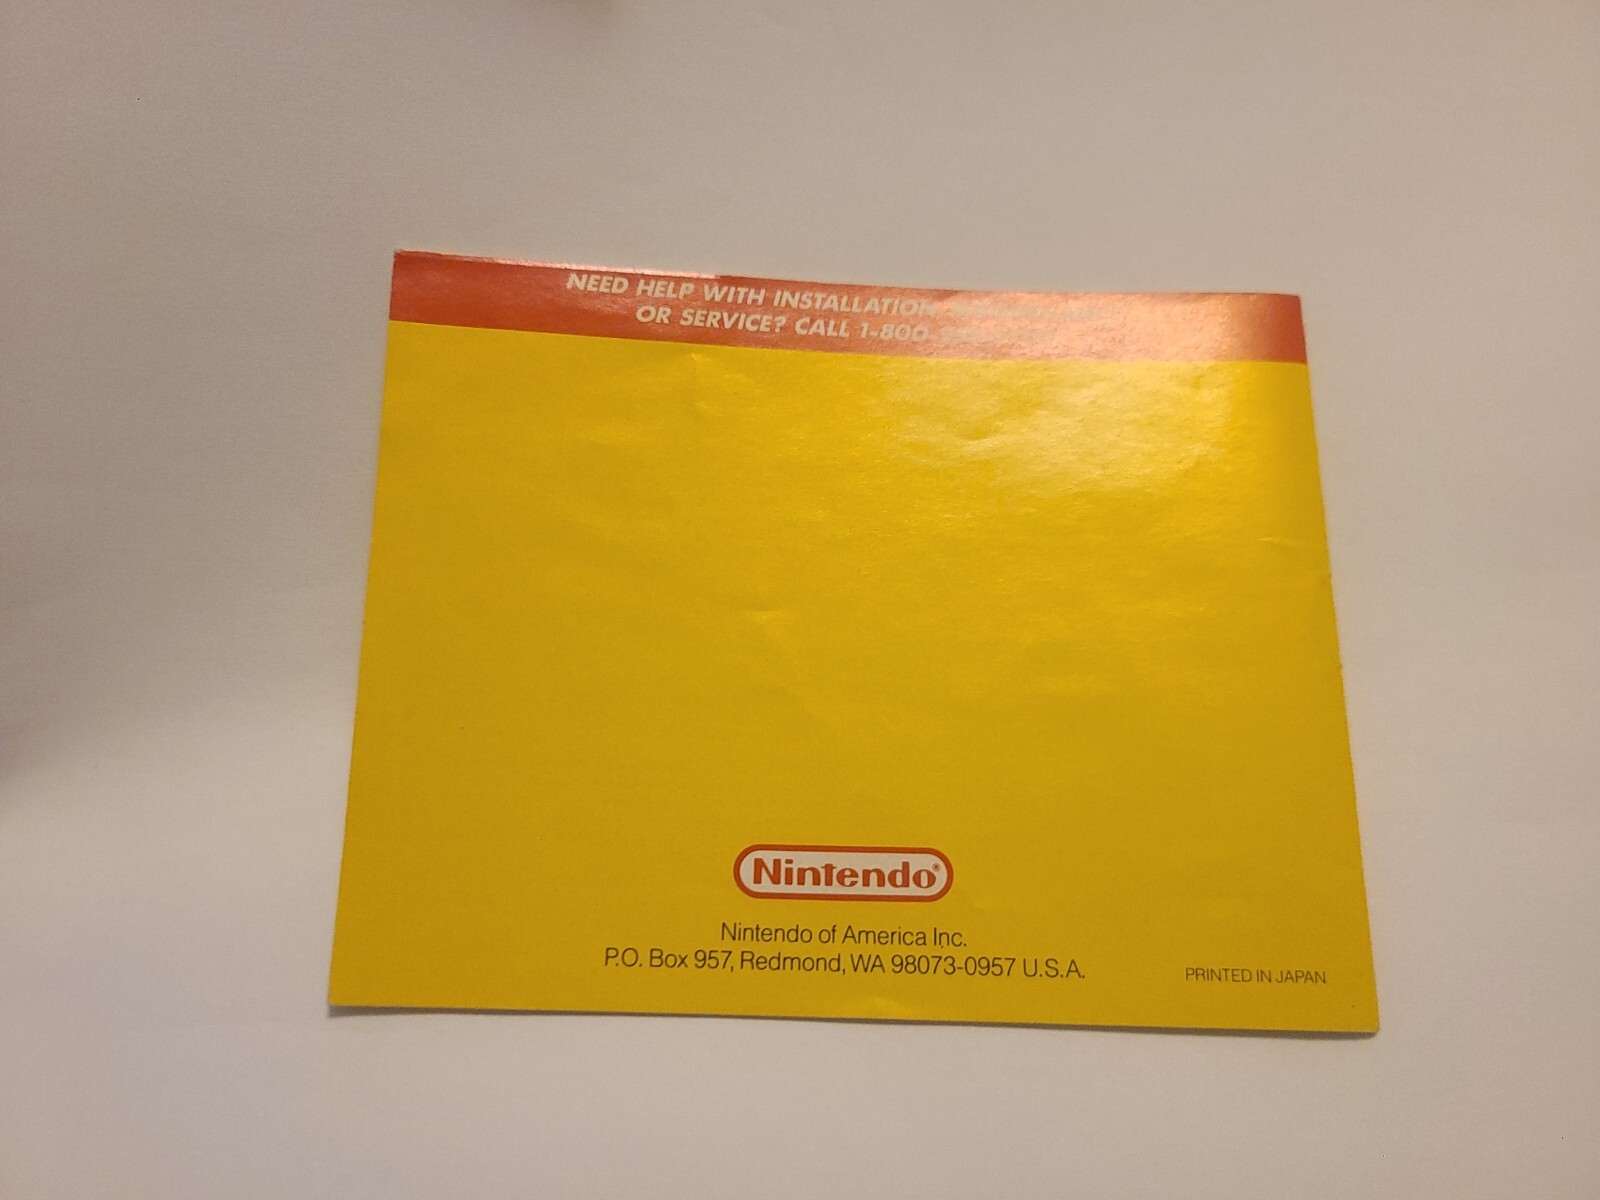 NEED HELP WITH INSTALLATION,
OR SERVICE? CALL 1-800-
Nintendo®
Nintendo of America Inc.
P.O. Box 957, Redmond, WA 98073-0957 U.S.A.
PRINTED IN JAPAN